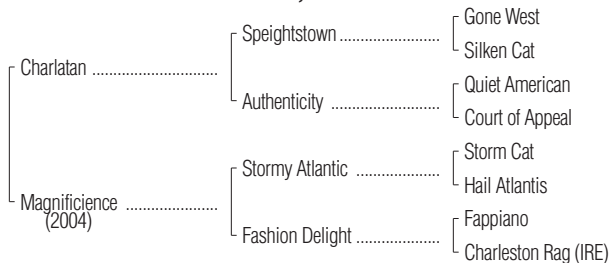 Gone West
Speightstown
Silken Cat
Charlatan
Quiet American
Authenticity
Court of Appeal
Storm Cat
Stormy Atlantic
Hail Atlantis
Magnificience
(2004)
Fappiano
Fashion Delight
Charleston Rag (IRE)